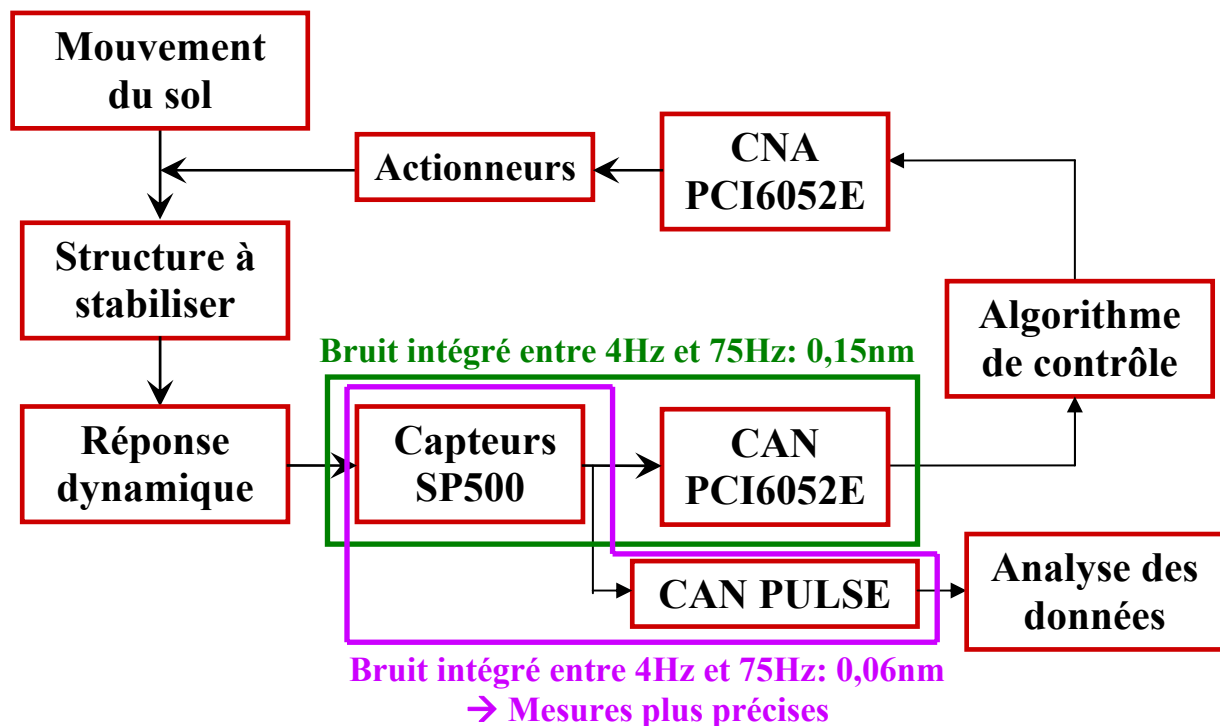 Mouvement
du sol
Actionneurs
CNA
PCI6052E
Structure à
stabiliser
Algorithme
de contrôle
Bruit intégré entre 4Hz et 75Hz: 0,15nm
Réponse
dynamique
Capteurs
SP500
CAN
PCI6052E
CAN PULSE
Analyse des
données
Bruit intégré entre 4Hz et 75Hz: 0,06nm
→ Mesures plus précises